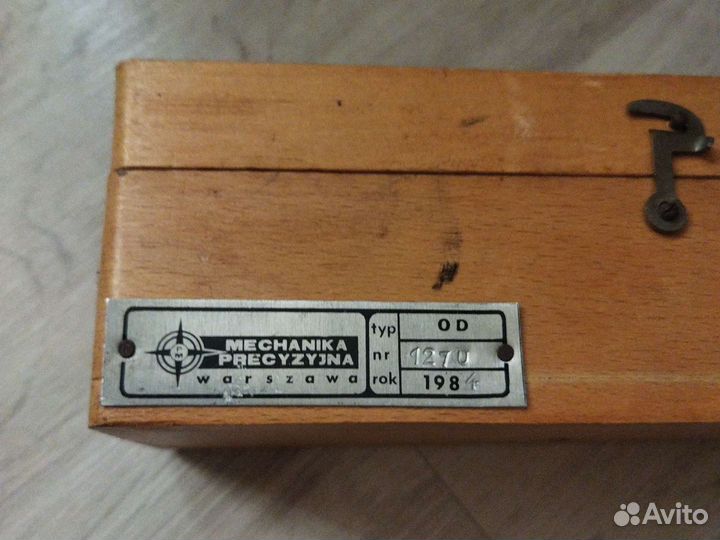 MECHANIKA
PRECYZYJNA
warszawa
typ OD
nr 1270
rok 1984
Avito